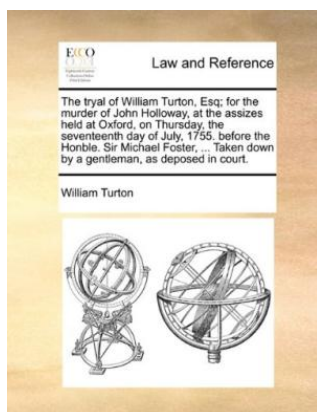 ECCO
Law and Reference
The tryal of William Turton, Esq; for the
murder of John Holloway, at the assizes
held at Oxford, on Thursday, the
seventeenth day of July, 1755. before the
Honble. Sir Michael Foster, ... Taken down
by a gentleman, as deposed in court.
William Turton